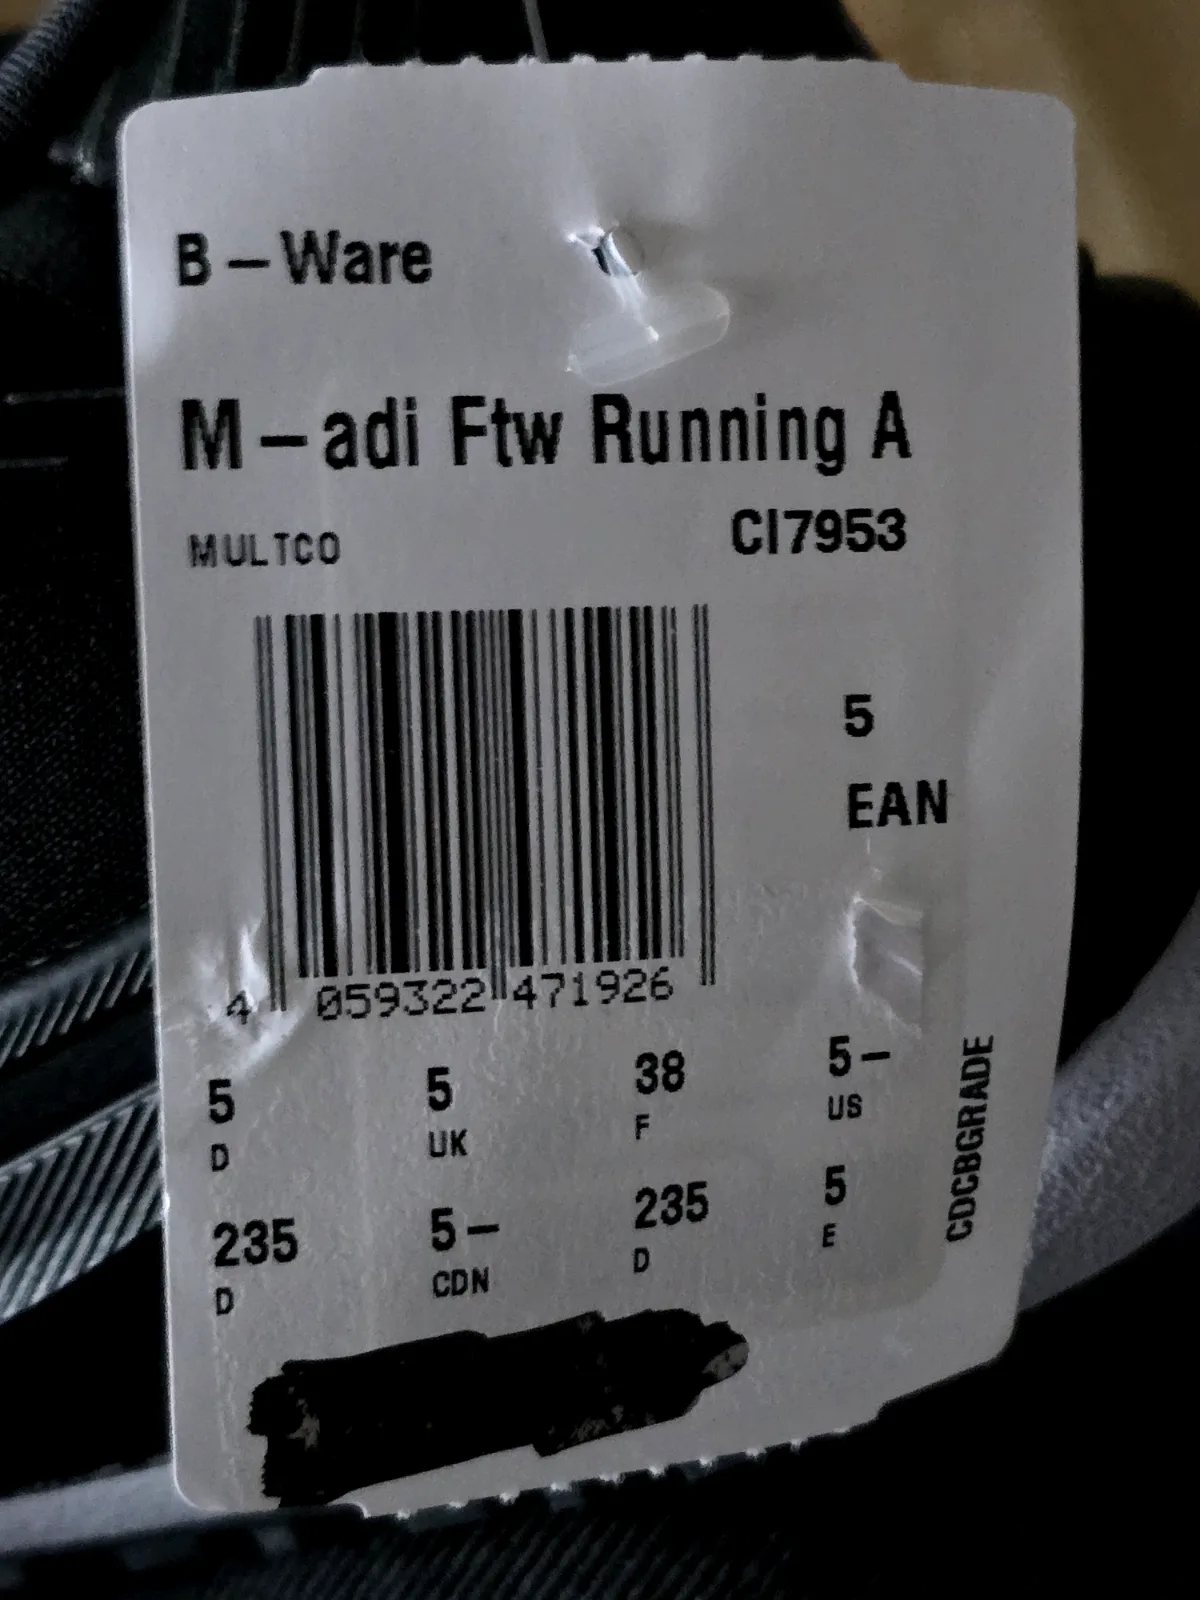 B – Ware
M – adi Ftw Running A
MULTCO CI7953
5
EAN
4 059322 471926
5 5 38 5 –
D UK F US
235 5 – 235 5
D CDN D E
CDCBGRADE